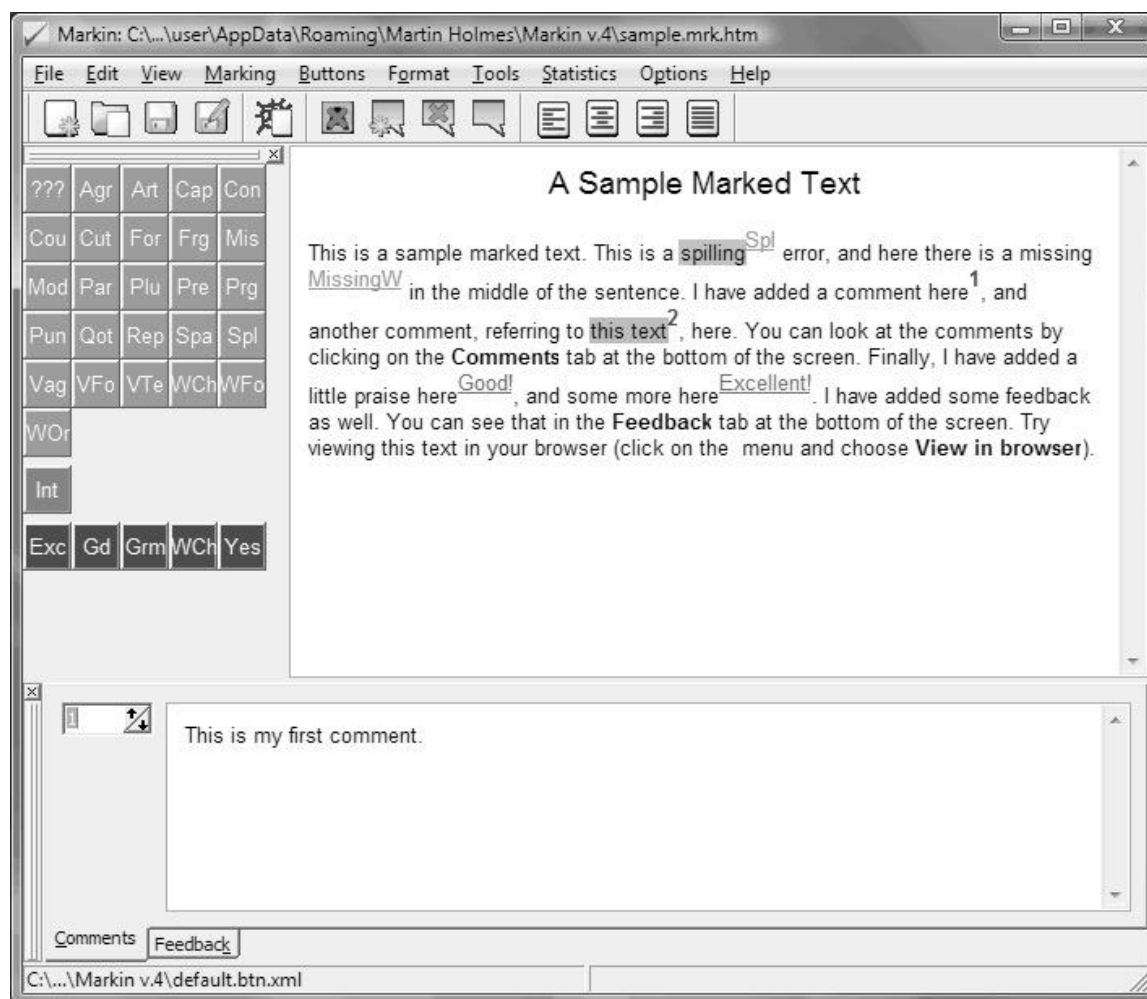 Markin: C:\...\user\AppData\Roaming\Martin Holmes\Markin v.4\sample.mrk.htm
File Edit View Marking Buttons Format Tools Statistics Options Help
??? Agr Art Cap Con
Cou Cut For Frg Mis
Mod Par Plu Pre Prg
Pun Qot Rep Spa Spl
Vag VFo VTe WCh WFo
WOr
Int
Exc Gd Grm WCh Yes
A Sample Marked Text
This is a sample marked text. This is a spilling Spl error, and here there is a missing
MissingW in the middle of the sentence. I have added a comment here1, and
another comment, referring to this text2, here. You can look at the comments by
clicking on the Comments tab at the bottom of the screen. Finally, I have added a
little praise here Good!, and some more here Excellent!. I have added some feedback
as well. You can see that in the Feedback tab at the bottom of the screen. Try
viewing this text in your browser (click on the menu and choose View in browser).
1
This is my first comment.
Comments Feedback
C:\...\Markin v.4\default.btn.xml